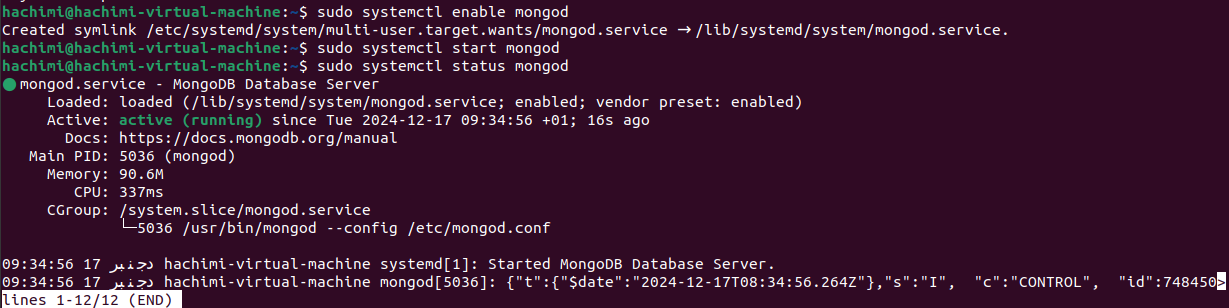 hachimi@hachimi-virtual-machine:~$ sudo systemctl enable mongod
Created symlink /etc/systemd/system/multi-user.target.wants/mongod.service → /lib/systemd/system/mongod.service.
hachimi@hachimi-virtual-machine:~$ sudo systemctl start mongod
hachimi@hachimi-virtual-machine:~$ sudo systemctl status mongod
● mongod.service - MongoDB Database Server
     Loaded: loaded (/lib/systemd/system/mongod.service; enabled; vendor preset: enabled)
     Active: active (running) since Tue 2024-12-17 09:34:56 +01; 16s ago
       Docs: https://docs.mongodb.org/manual
   Main PID: 5036 (mongod)
     Memory: 90.6M
        CPU: 337ms
     CGroup: /system.slice/mongod.service
             └─5036 /usr/bin/mongod --config /etc/mongod.conf
09:34:56 17 دجنبر hachimi-virtual-machine systemd[1]: Started MongoDB Database Server.
09:34:56 17 دجنبر hachimi-virtual-machine mongod[5036]: {"t":{"$date":"2024-12-17T08:34:56.264Z"},"s":"I",  "c":"CONTROL",  "id":748450>
lines 1-12/12 (END)